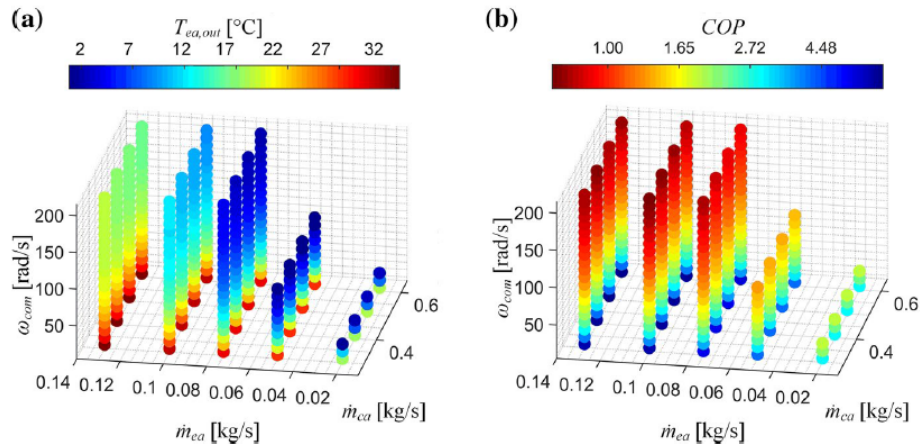 (a)
T_ea,out [°C]
2 7 12 17 22 27 32
200
150
100
50
ω_com [rad/s]
0.14 0.12 0.1 0.08 0.06 0.04 0.02
0.4
0.6
ṁ_ea [kg/s]
ṁ_ca [kg/s]
(b)
COP
1.00 1.65 2.72 4.48
200
150
100
50
ω_com [rad/s]
0.14 0.12 0.1 0.08 0.06 0.04 0.02
0.4
0.6
ṁ_ea [kg/s]
ṁ_ca [kg/s]